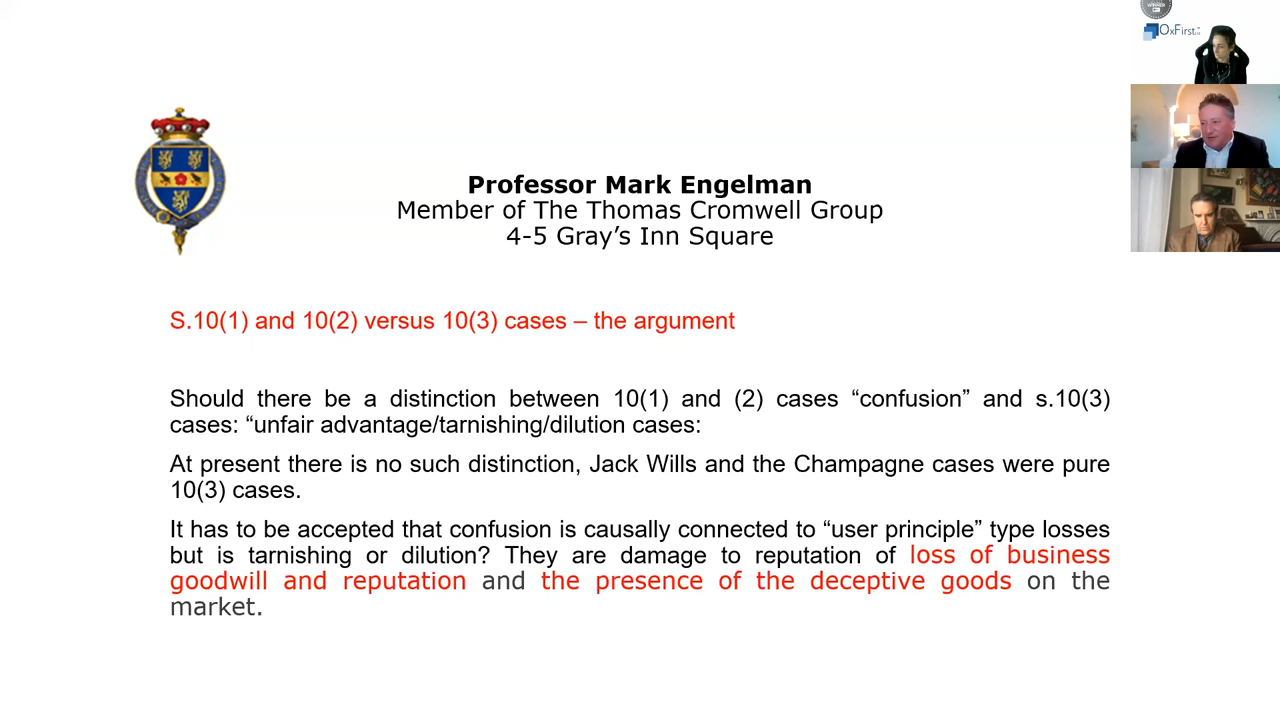 WINNER
OxFirst
Professor Mark Engelman
Member of The Thomas Cromwell Group
4-5 Gray’s Inn Square
S.10(1) and 10(2) versus 10(3) cases – the argument
Should there be a distinction between 10(1) and (2) cases “confusion” and s.10(3)
cases: “unfair advantage/tarnishing/dilution cases:
At present there is no such distinction, Jack Wills and the Champagne cases were pure
10(3) cases.
It has to be accepted that confusion is causally connected to “user principle” type losses
but is tarnishing or dilution? They are damage to reputation of loss of business
goodwill and reputation and the presence of the deceptive goods on the
market.